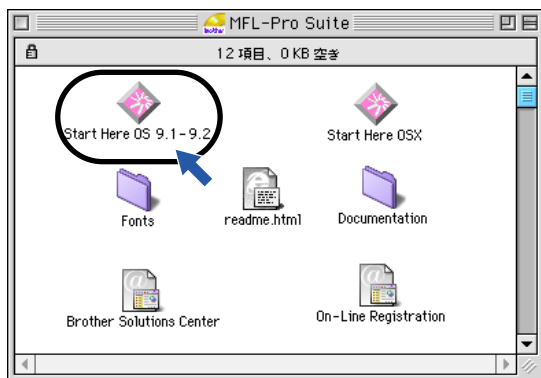 MFL-Pro Suite
12 項目、0 KB 空き
Start Here OS 9.1-9.2
Start Here OSX
Fonts
readme.html
Documentation
Brother Solutions Center
On-Line Registration